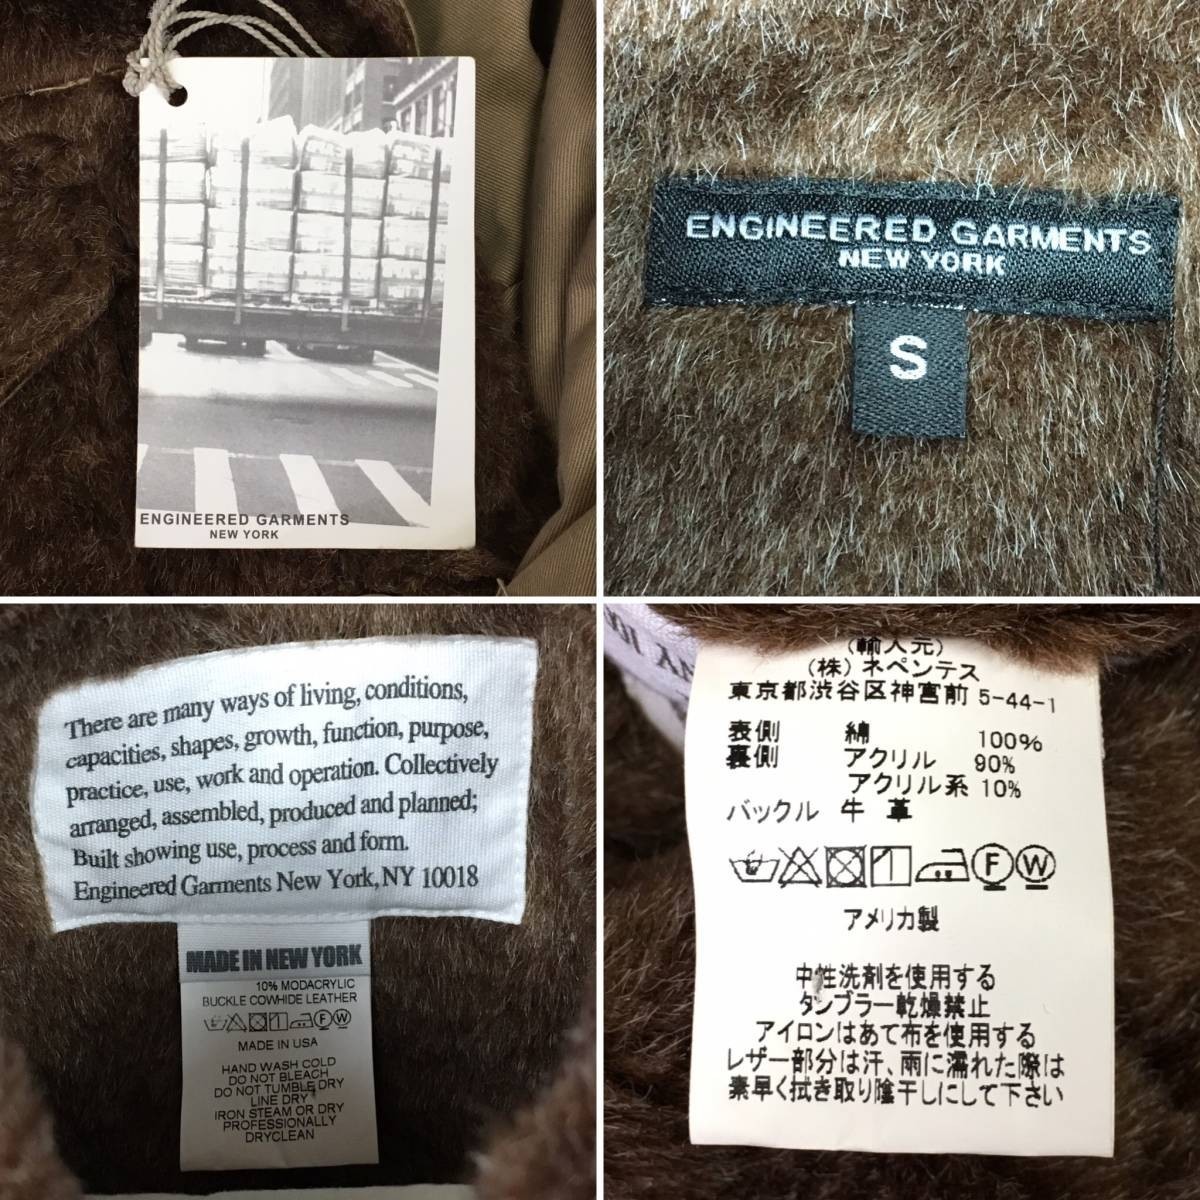 ENGINEERED GARMENTS
NEW YORK
ENGINEERED GARMENTS
NEW YORK
S
There are many ways of living, conditions,
capacities, shapes, growth, function, purpose,
practice, use, work and operation. Collectively
arranged, assembled, produced and planned;
Built showing use, process and form.
Engineered Garments New York, NY 10018
MADE IN NEW YORK
10% MODACRYLIC
BUCKLE COWHIDE LEATHER
F W
MADE IN USA
HAND WASH COLD
DO NOT BLEACH
DO NOT TUMBLE DRY
LINE DRY
IRON STEAM OR DRY
PROFESSIONALLY
DRYCLEAN
(輸入元)
(株)ネペンテス
東京都渋谷区神宮前 5-44-1
表側 綿 100%
裏側 アクリル 90%
アクリル系 10%
バックル 牛革
F W
アメリカ製
中性洗剤を使用する
タンブラー乾燥禁止
アイロンはあて布を使用する
レザー部分は汗、雨に濡れた際は
素早く拭き取り陰干しにして下さい